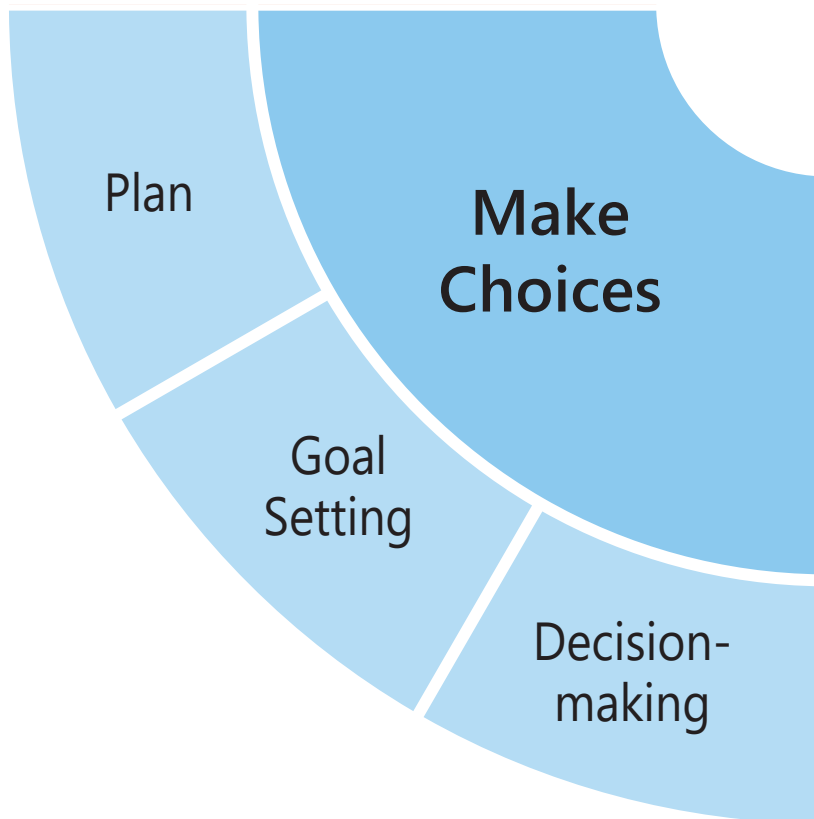 Plan
Make
Choices
Goal
Setting
Decision-
making